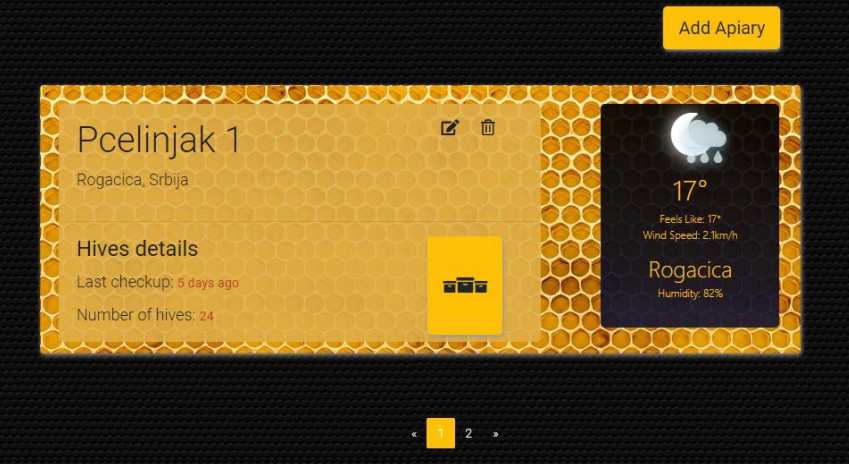 Add Apiary
Pcelinjak 1
Rogacica, Srbija
Hives details
Last checkup: 5 days ago
Number of hives: 24
17°
Feels Like: 17°
Wind Speed: 2.1km/h
Rogacica
Humidity: 82%
« 1 2 »